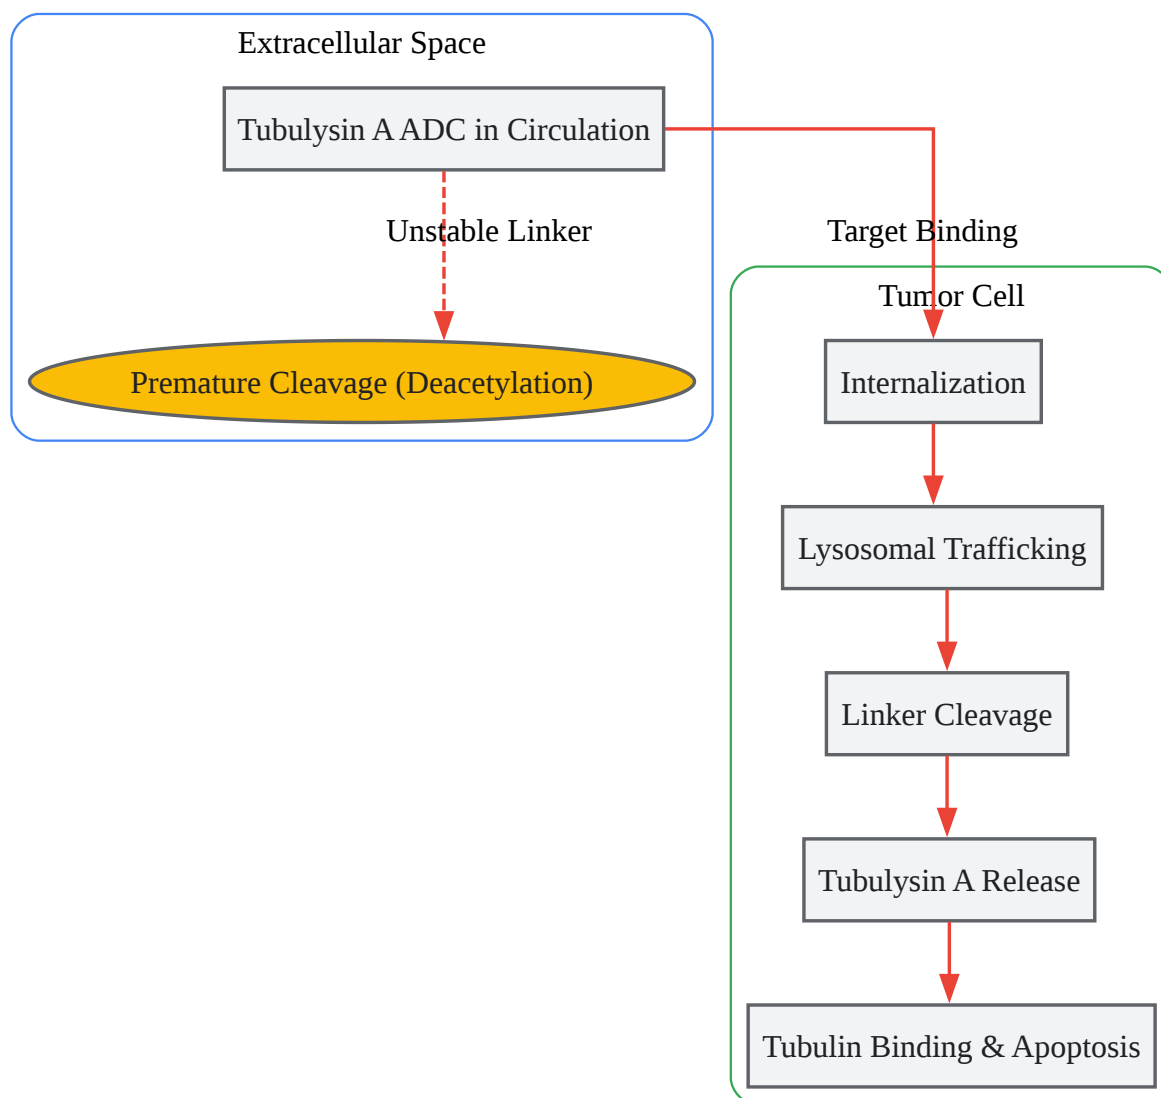 Extracellular Space
Tubulysin A ADC in Circulation
Unstable Linker
Target Binding
Tumor Cell
Premature Cleavage (Deacetylation)
Internalization
Lysosomal Trafficking
Linker Cleavage
Tubulysin A Release
Tubulin Binding & Apoptosis